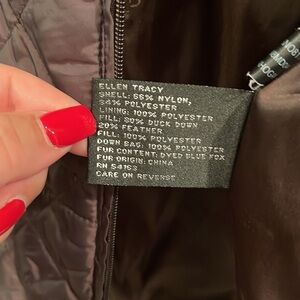 ELLEN TRACY
SHELL: 66% NYLON,
34% POLYESTER
LINING: 100% POLYESTER
FILL: 80% DUCK DOWN
20% FEATHER
FILL: 100% POLYESTER
DOWN BAG: 100% POLYESTER
FUR CONTENT: DYED BLUE FOX
FUR ORIGIN: CHINA
RN 54163
CARE ON REVERSE